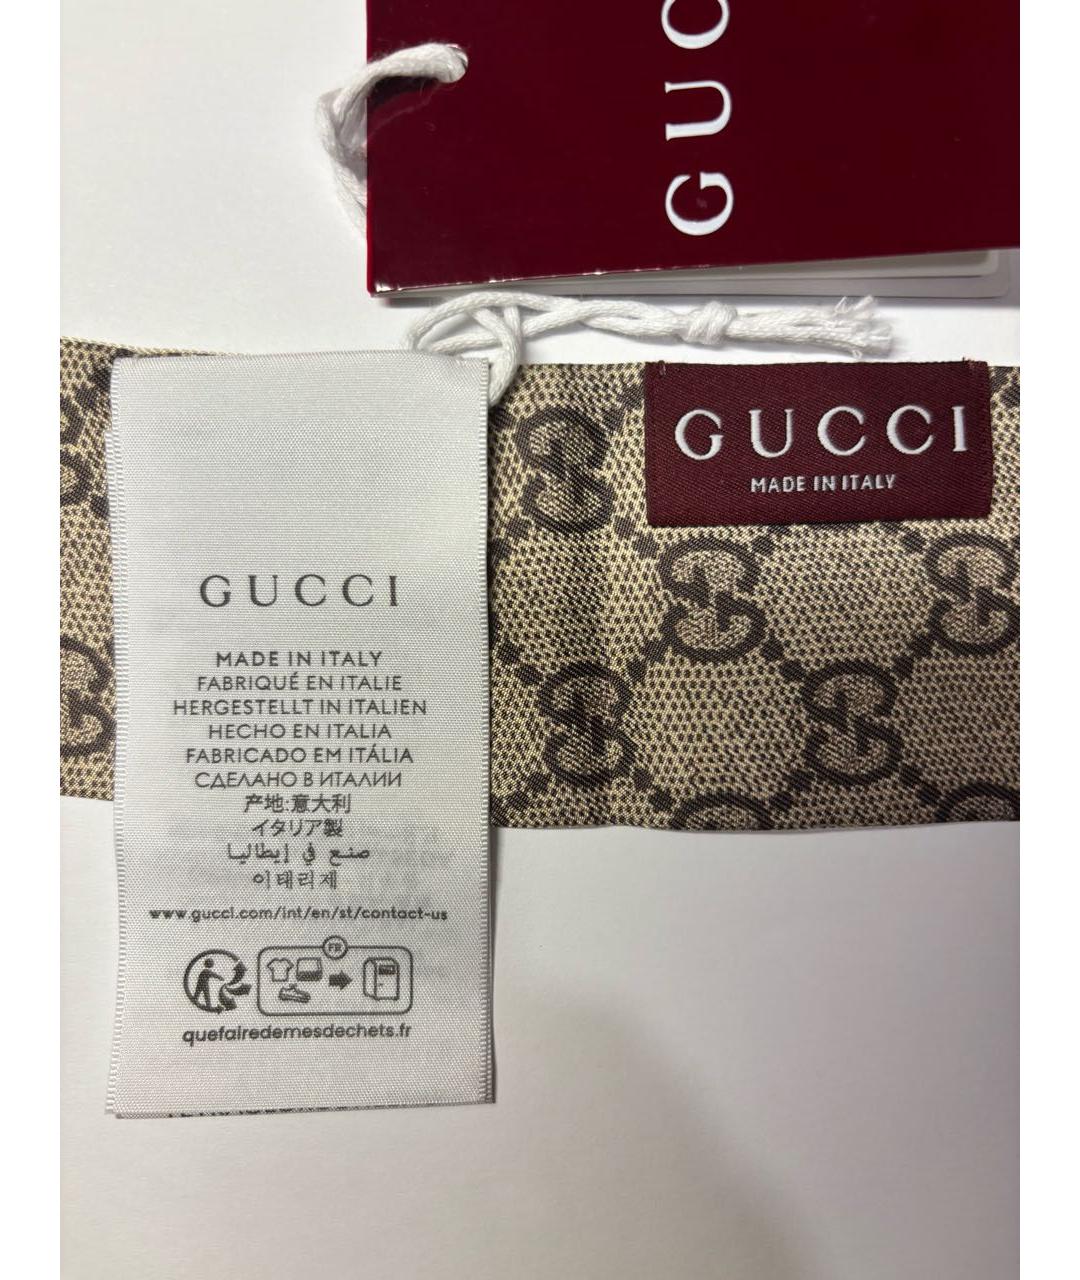 GUC
GUCCI
MADE IN ITALY
GUCCI
MADE IN ITALY
FABRIQUÉ EN ITALIE
HERGESTELLT IN ITALIEN
HECHO EN ITALIA
FABRICADO EM ITÁLIA
СДЕЛАНО В ИТАЛИИ
产地:意大利
イタリア製
صنع في إيطاليا
이태리제
www.gucci.com/int/en/st/contact-us
FR
quefairedemesdechets.fr